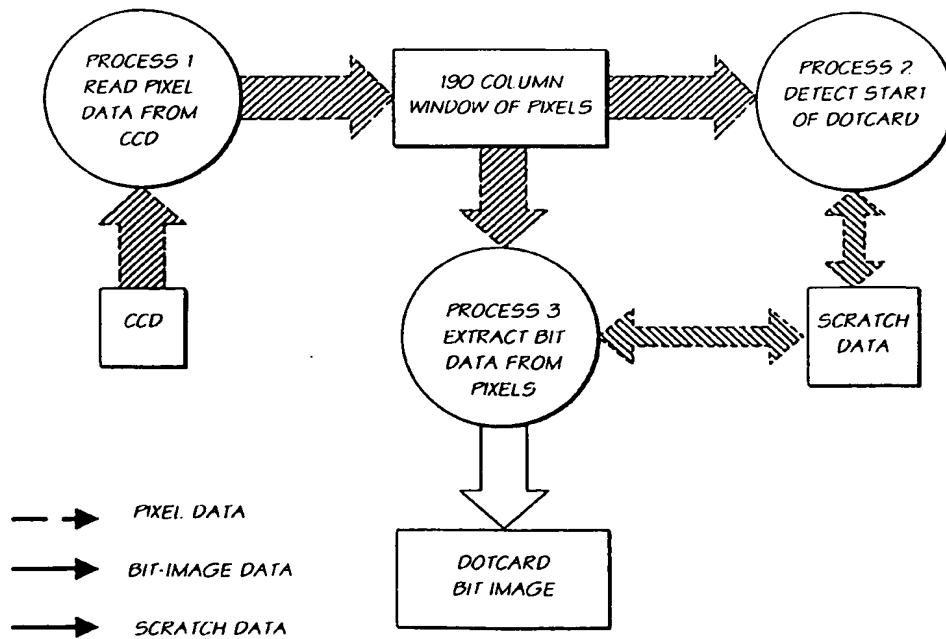 PROCESS 1
READ PIXEL
DATA FROM
CCD
190 COLUMN
WINDOW OF PIXELS
PROCESS 2
DETECT START
OF DOTCARD
CCD
PROCESS 3
EXTRACT BIT
DATA FROM
PIXELS
SCRATCH
DATA
PIXEL DATA
BIT-IMAGE DATA
SCRATCH DATA
DOTCARD
BIT IMAGE